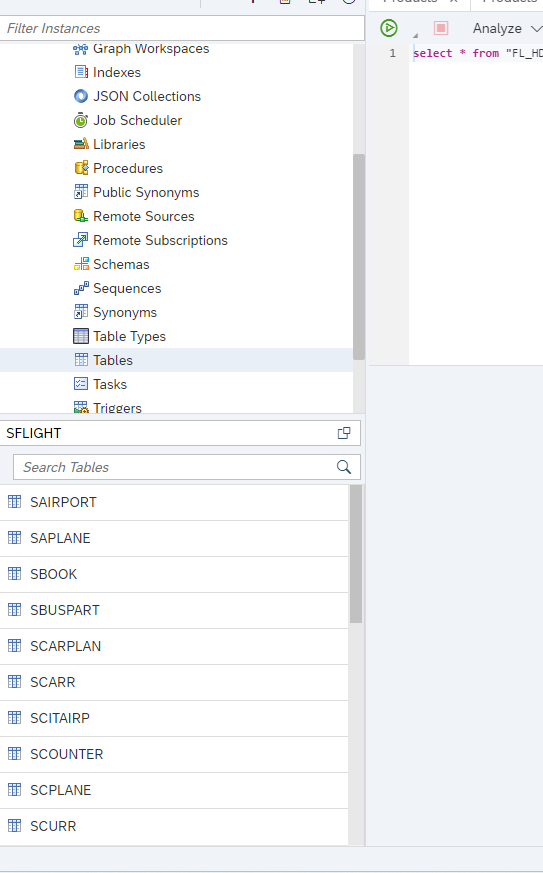 Products
Products
Filter Instances
Analyze
Graph Workspaces
1 select * from "FL_HD
Indexes
JSON Collections
Job Scheduler
Libraries
Procedures
Public Synonyms
Remote Sources
Remote Subscriptions
Schemas
Sequences
Synonyms
Table Types
Tables
Tasks
Triggers
SFLIGHT
Search Tables
SAIRPORT
SAPLANE
SBOOK
SBUSPART
SCARPLAN
SCARR
SCITAIRP
SCOUNTER
SCPLANE
SCURR